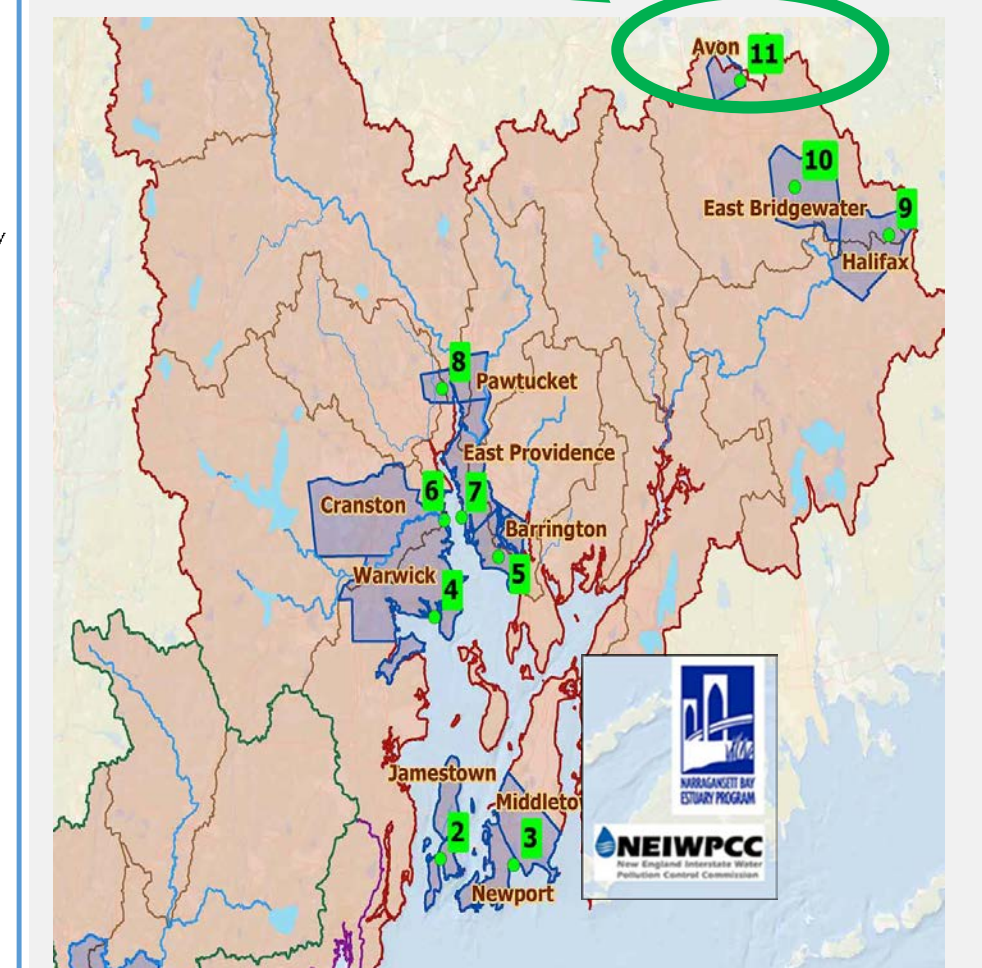 Avon
11
10
East Bridgewater
9
Halifax
8
Pawtucket
East Providence
Cranston
6
7
Barrington
Warwick
5
4
Jamestown
Middleto
2
3
Newport
NARRAGANSETT BAY
ESTUARY PROGRAM
NEIWPCC
New England Interstate Water
Pollution Control Commission
y